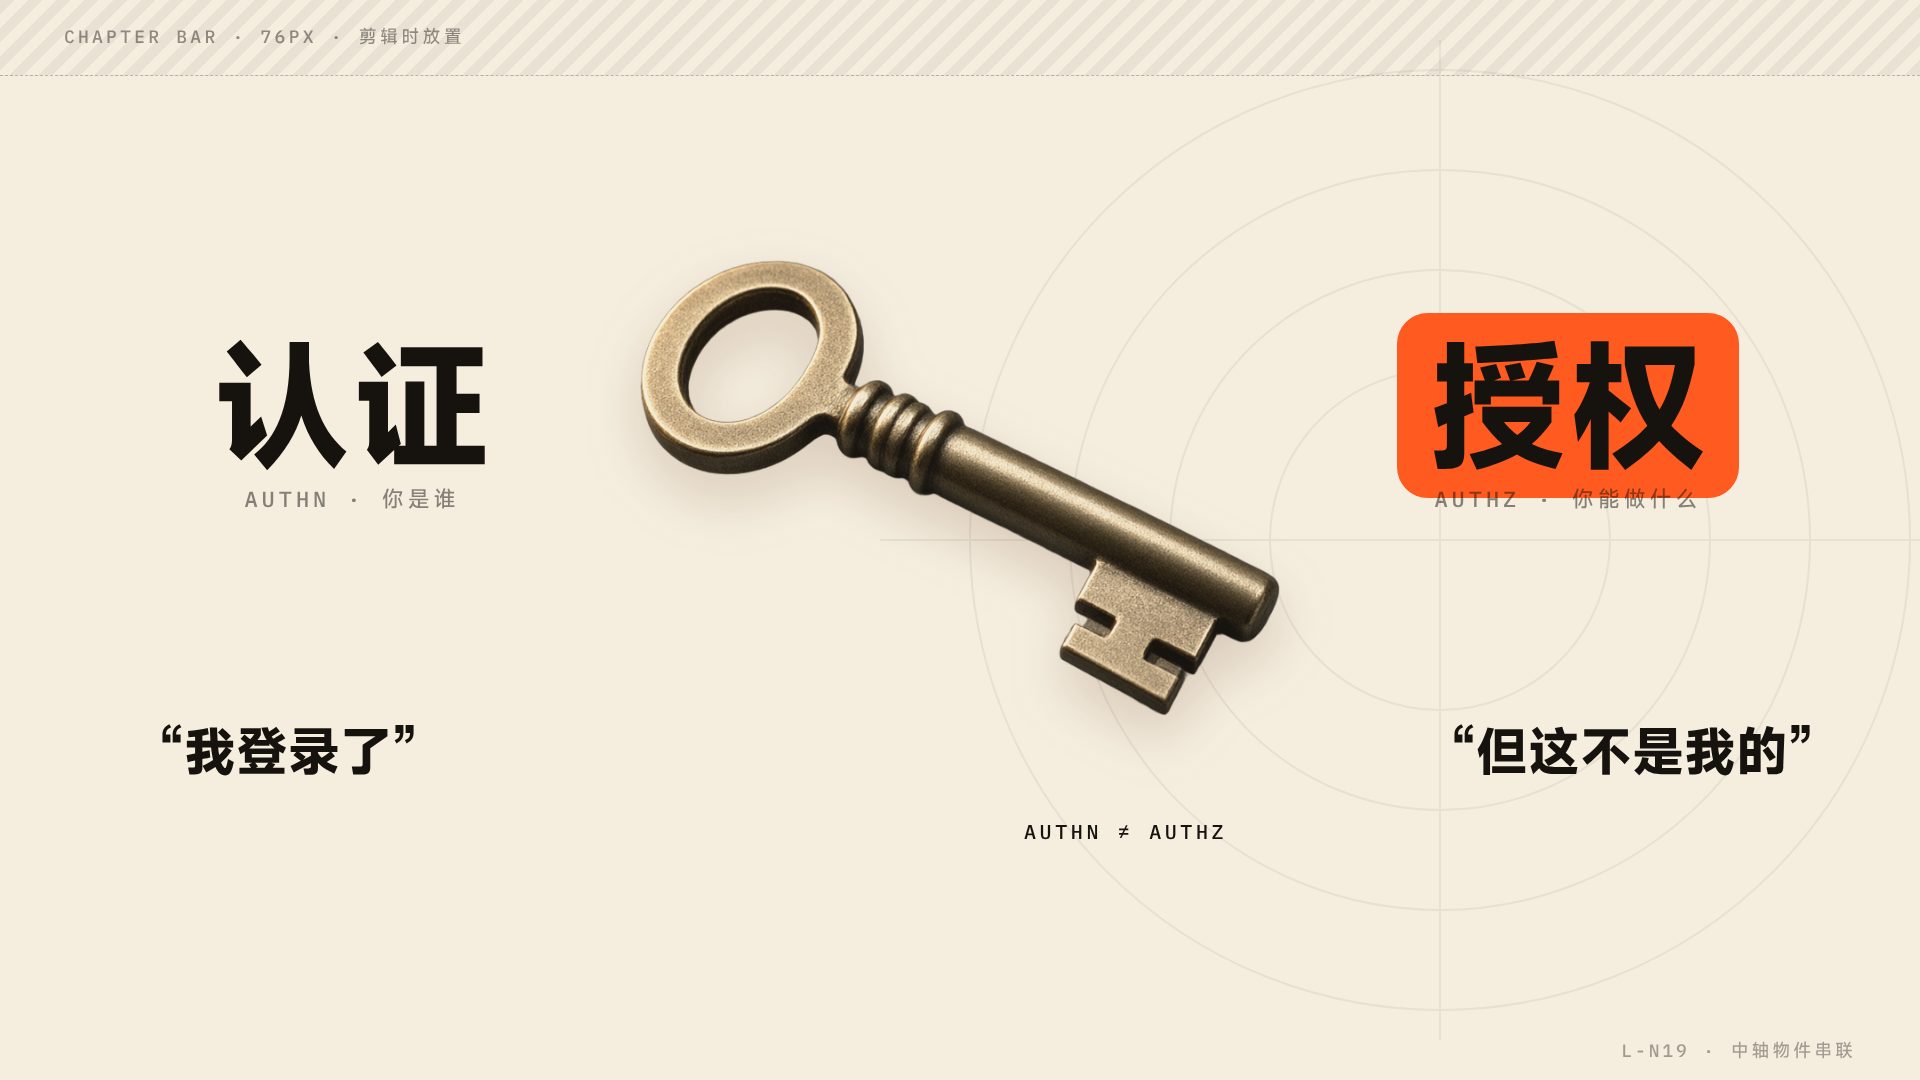 CHAPTER BAR · 76PX · 剪辑时放置
认证
AUTHN · 你是谁
授权
AUTHZ · 你能做什么
“我登录了”
“但这不是我的”
AUTHN ≠ AUTHZ
L-N19 · 中轴物件串联